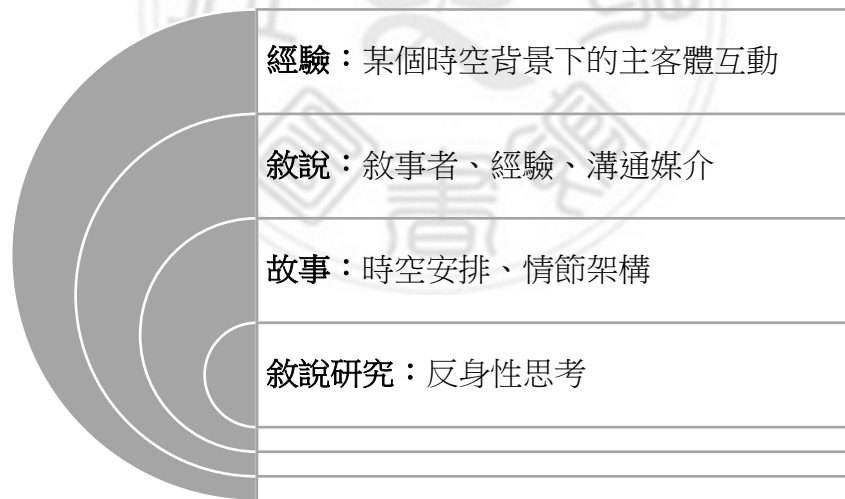 經驗：某個時空背景下的主客體互動
敘說：敘事者、經驗、溝通媒介
故事：時空安排、情節架構
敘說研究：反身性思考